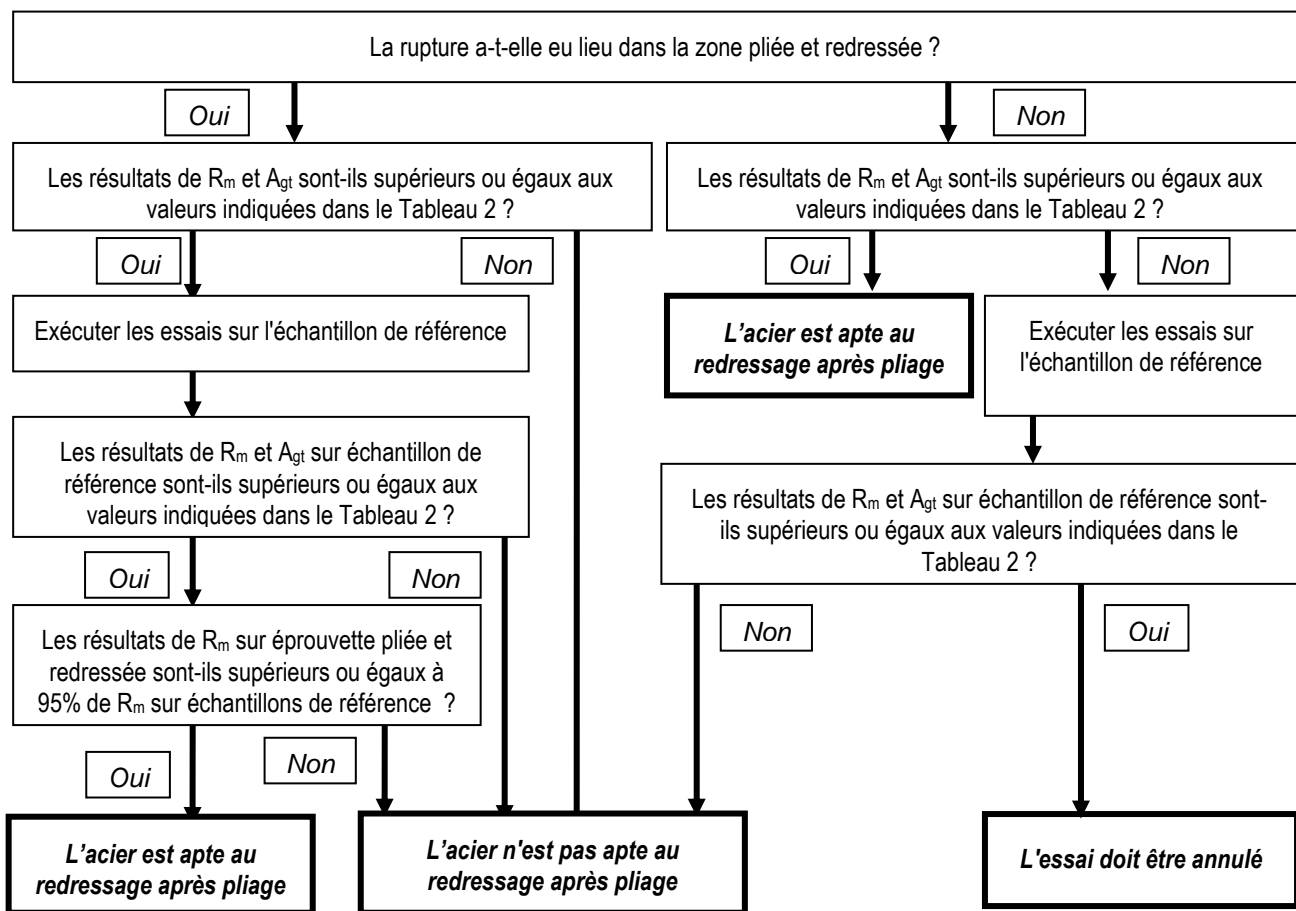 La rupture a-t-elle eu lieu dans la zone pliée et redressée ?
Oui
Non
Les résultats de Rm et Agt sont-ils supérieurs ou égaux aux
valeurs indiquées dans le Tableau 2 ?
Les résultats de Rm et Agt sont-ils supérieurs ou égaux aux
valeurs indiquées dans le Tableau 2 ?
Oui
Non
Oui
Non
Exécuter les essais sur l'échantillon de référence
L’acier est apte au
redressage après pliage
Exécuter les essais sur
l'échantillon de référence
Les résultats de Rm et Agt sur échantillon de
référence sont-ils supérieurs ou égaux aux
valeurs indiquées dans le Tableau 2 ?
Les résultats de Rm et Agt sur échantillon de référence sont-
ils supérieurs ou égaux aux valeurs indiquées dans le
Tableau 2 ?
Oui
Non
Non
Oui
Les résultats de Rm sur éprouvette pliée et
redressée sont-ils supérieurs ou égaux à
95% de Rm sur échantillons de référence ?
Oui
Non
L’acier est apte au
redressage après pliage
L’acier n'est pas apte au
redressage après pliage
L'essai doit être annulé